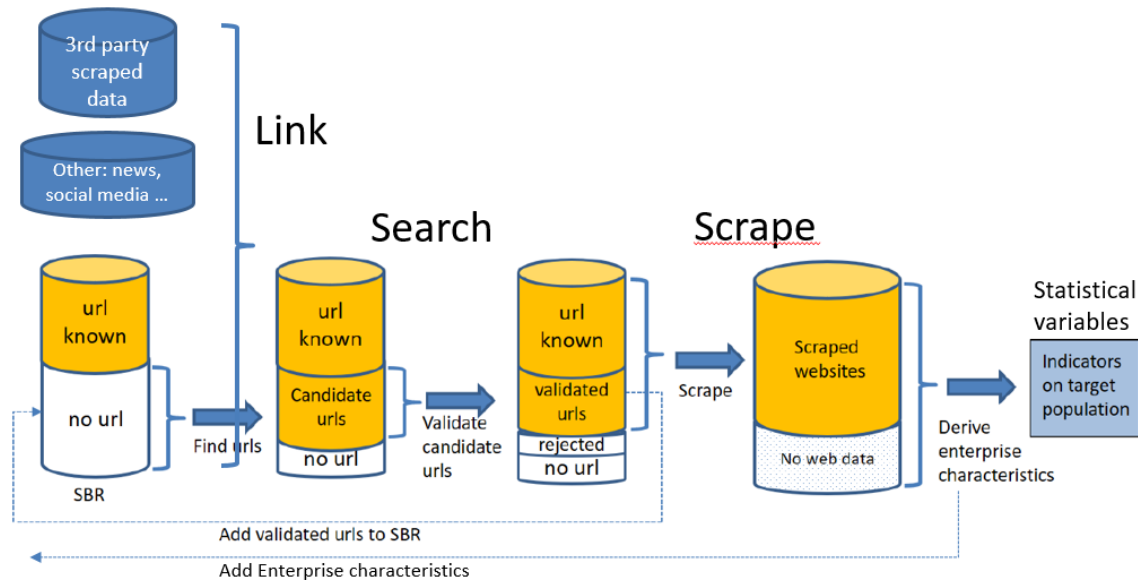 3rd party
scraped
data
Other: news,
social media ...
Link
Search
Scrape
url
known
no url
SBR
Find urls
url
known
Candidate
urls
no url
Validate
candidate
urls
url
known
validated
urls
rejected
no url
Scrape
Scraped
websites
No web data
Derive
enterprise
characteristics
Statistical
variables
Indicators
on target
population
Add validated urls to SBR
Add Enterprise characteristics